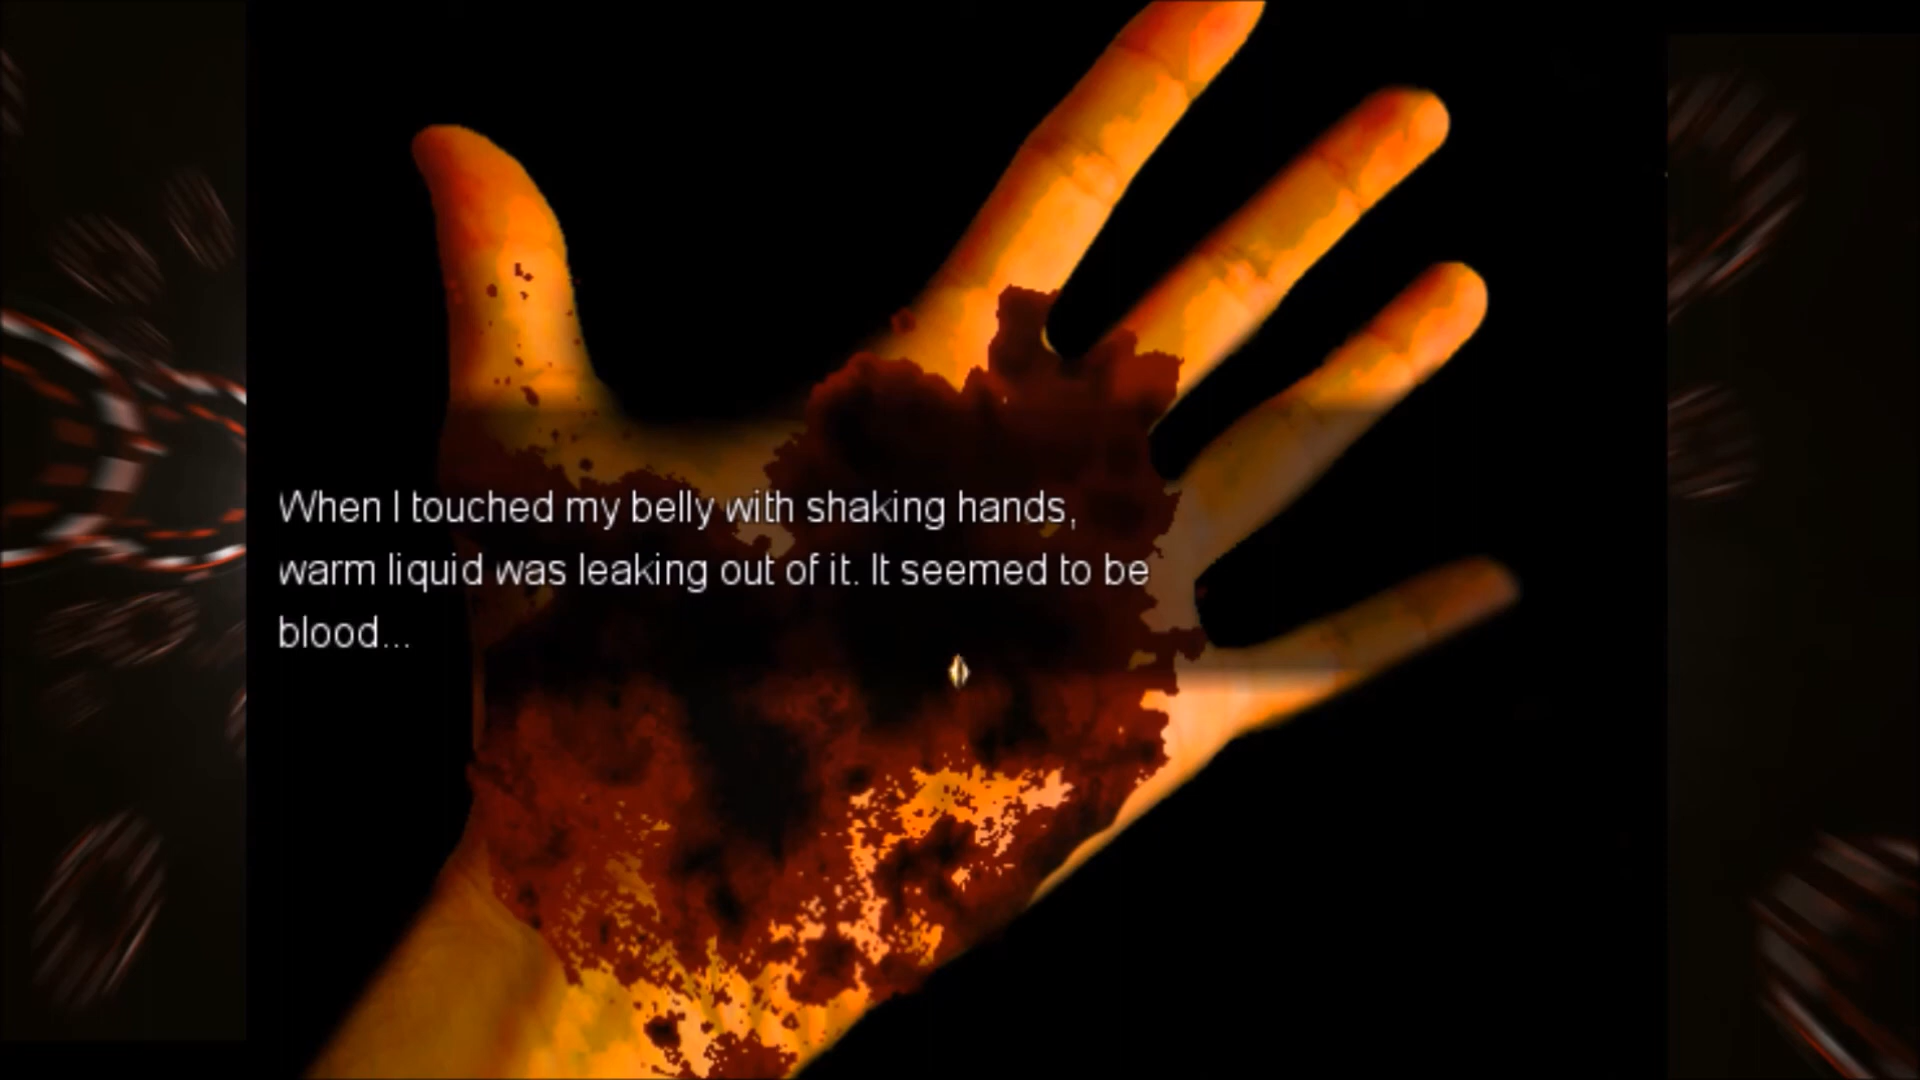 When I touched my belly with shaking hands,
warm liquid was leaking out of it. It seemed to be
blood...